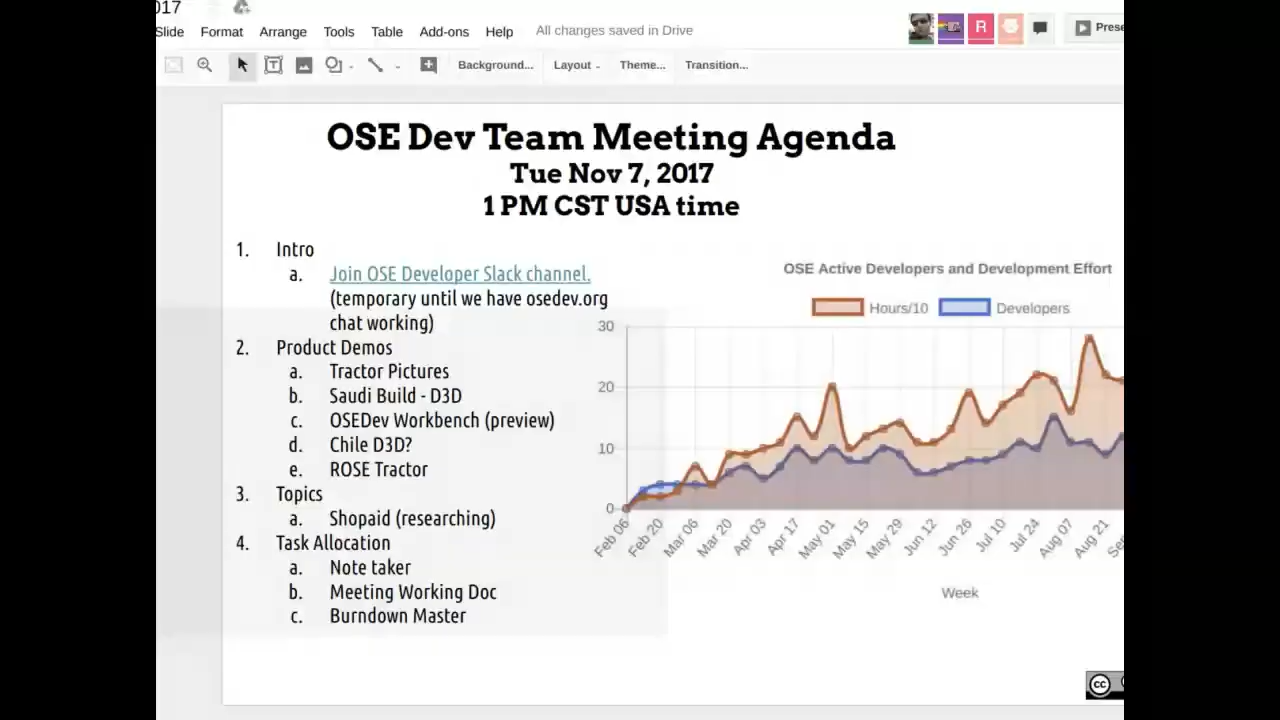 017
Slide Format Arrange Tools Table Add-ons Help All changes saved in Drive
R
Background... Layout Theme... Transition...
OSE Dev Team Meeting Agenda
Tue Nov 7, 2017
1 PM CST USA time
1. Intro
a. Join OSE Developer Slack channel.
(temporary until we have osedev.org
chat working)
2. Product Demos
a. Tractor Pictures
b. Saudi Build - D3D
c. OSEDev Workbench (preview)
d. Chile D3D?
e. ROSE Tractor
3. Topics
a. Shopaid (researching)
4. Task Allocation
a. Note taker
b. Meeting Working Doc
c. Burndown Master
OSE Active Developers and Development Effort
Hours/10 Developers
30
20
10
0
Feb 06 Feb 20 Mar 06 Mar 20 Apr 03 Apr 17 May 01 May 15 May 29 Jun 12 Jun 26 Jul 10 Jul 24 Aug 07 Aug 21
Week
cc